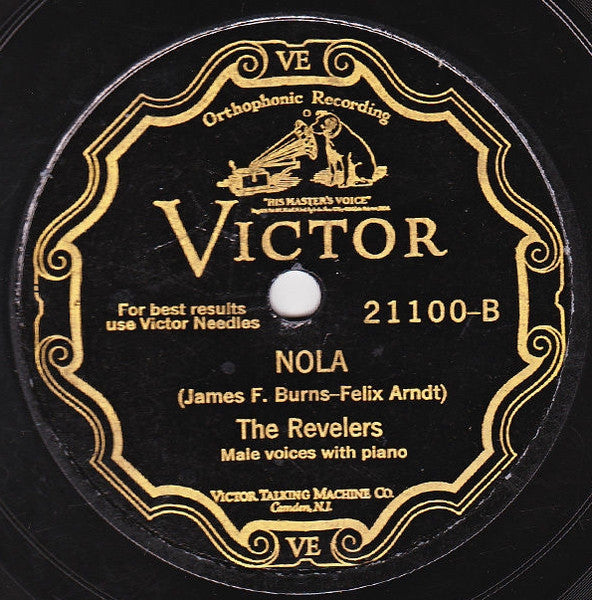 VE
Orthophonic Recording
"HIS MASTER'S VOICE"
VICTOR
For best results
use Victor Needles
21100-B
NOLA
(James F. Burns-Felix Arndt)
The Revelers
Male voices with piano
VICTOR TALKING MACHINE CO.
Camden, N.J.
VE